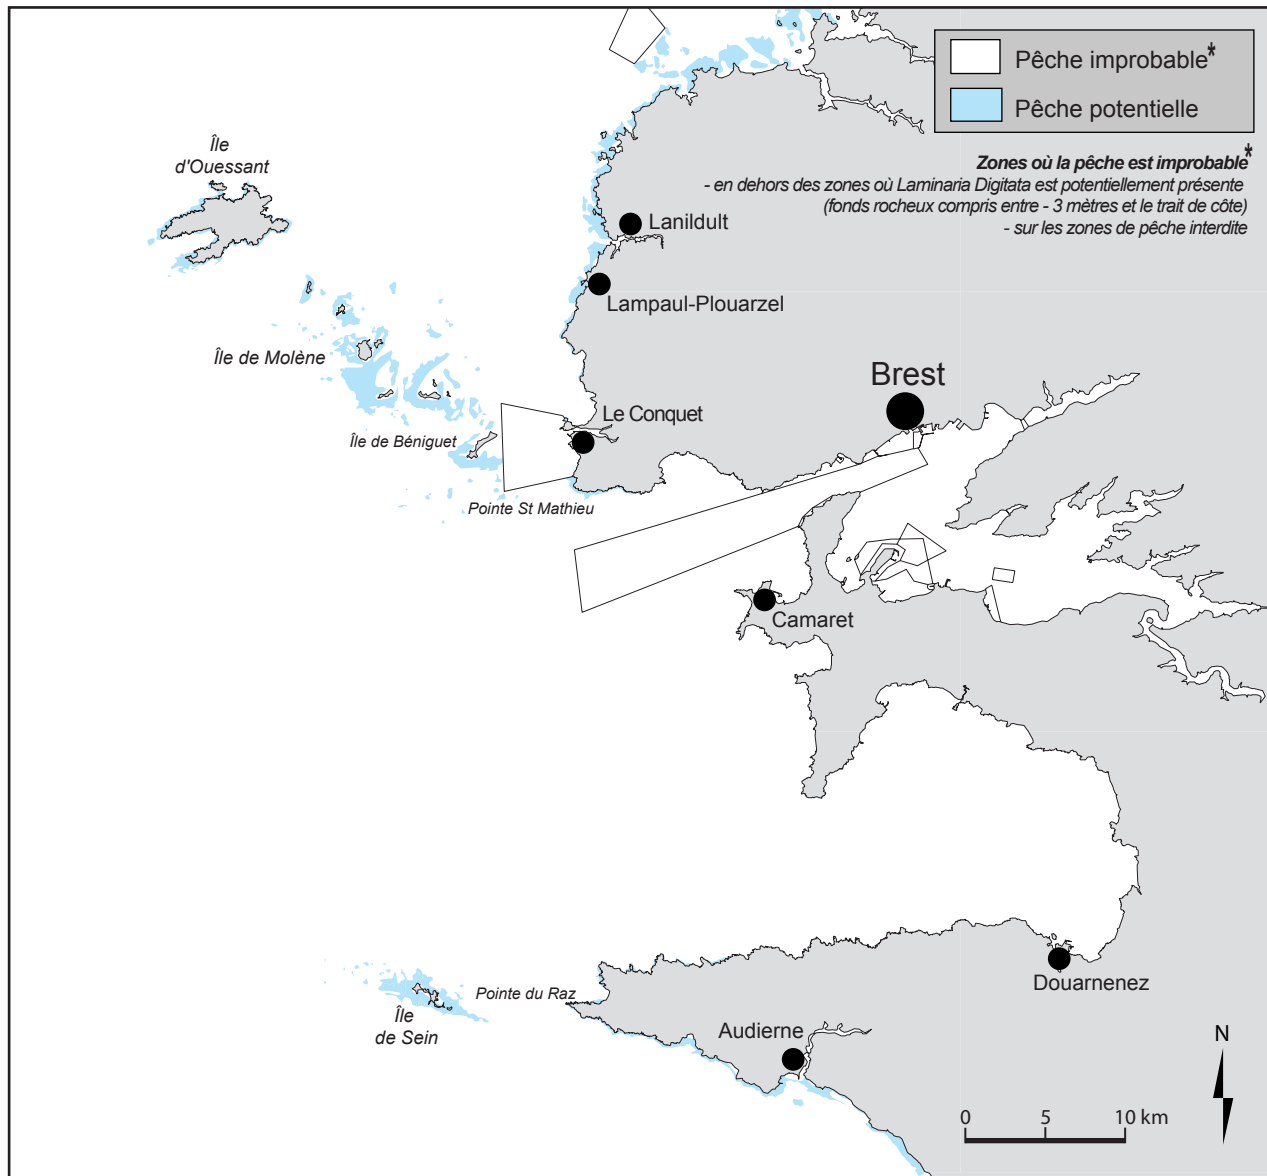 Pêche improbable*
Pêche potentielle
Zones où la pêche est improbable*
- en dehors des zones où Laminaria Digitata est potentiellement présente
(fonds rocheux compris entre - 3 mètres et le trait de côte)
- sur les zones de pêche interdite
Île
d'Ouessant
Lanildult
Lampaul-Plouarzel
Île de Molène
Brest
Le Conquet
Île de Béniguet
Pointe St Mathieu
Camaret
Douarnenez
Pointe du Raz
Île
de Sein
Audierne
N
0 5 10 km